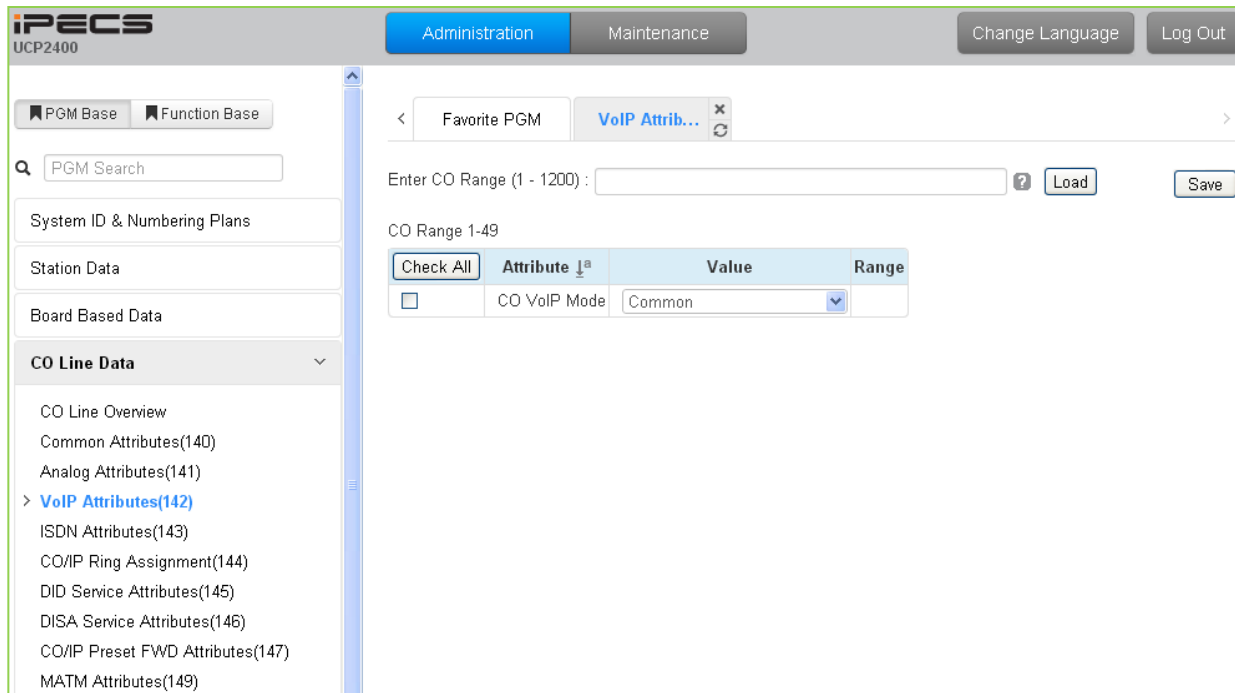 iPECS
UCP2400
Administration
Maintenance
Change Language
Log Out
PGM Base
Function Base
PGM Search
System ID & Numbering Plans
Station Data
Board Based Data
CO Line Data
CO Line Overview
Common Attributes(140)
Analog Attributes(141)
> VoIP Attributes(142)
ISDN Attributes(143)
CO/IP Ring Assignment(144)
DID Service Attributes(145)
DISA Service Attributes(146)
CO/IP Preset FWD Attributes(147)
MATM Attributes(149)
< Favorite PGM VoIP Attrib... >
Enter CO Range (1 - 1200) : ? Load Save
CO Range 1-49
Check All Attribute Value Range
CO VoIP Mode Common